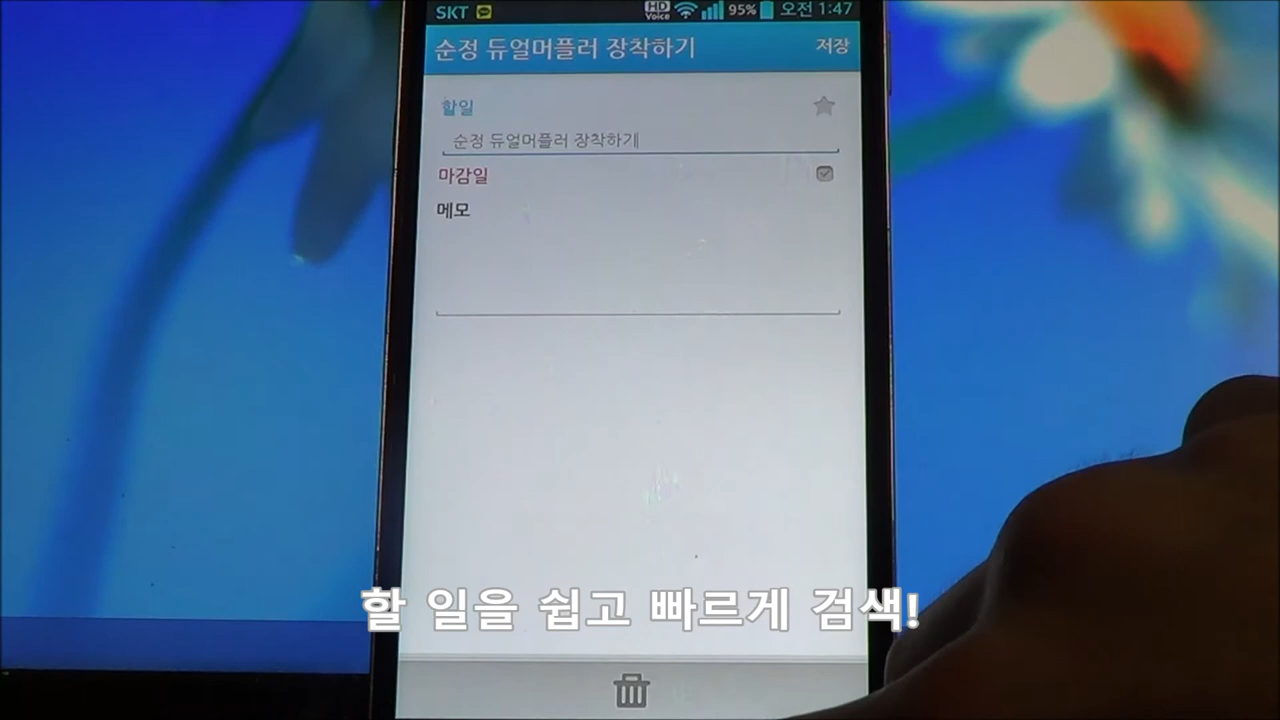 SKT HD Voice 95% 오전 1:47
순정 듀얼머플러 장착하기 저장
할일
순정 듀얼머플러 장착하기
마감일
메모
할 일을 쉽고 빠르게 검색!